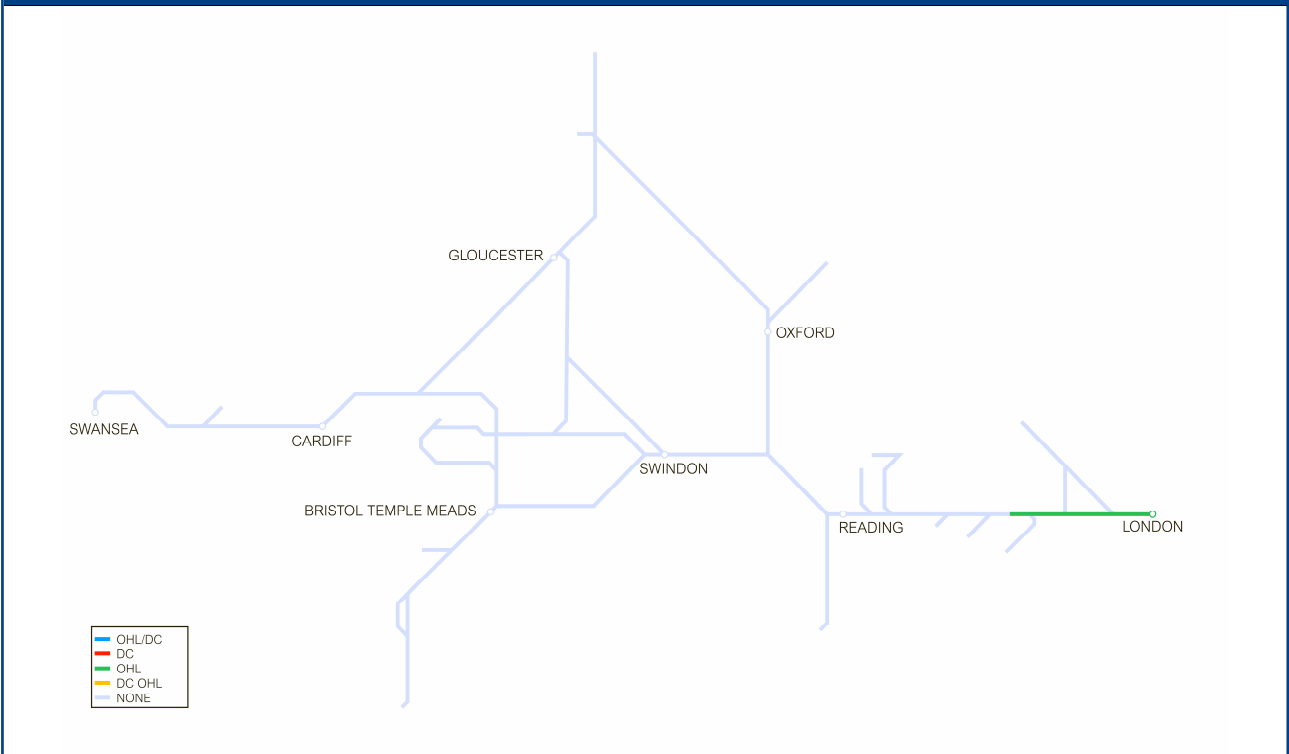 GLOUCESTER
OXFORD
SWANSEA
CARDIFF
SWINDON
BRISTOL TEMPLE MEADS
READING
LONDON
OHL/DC
DC
OHL
DC OHL
NONE